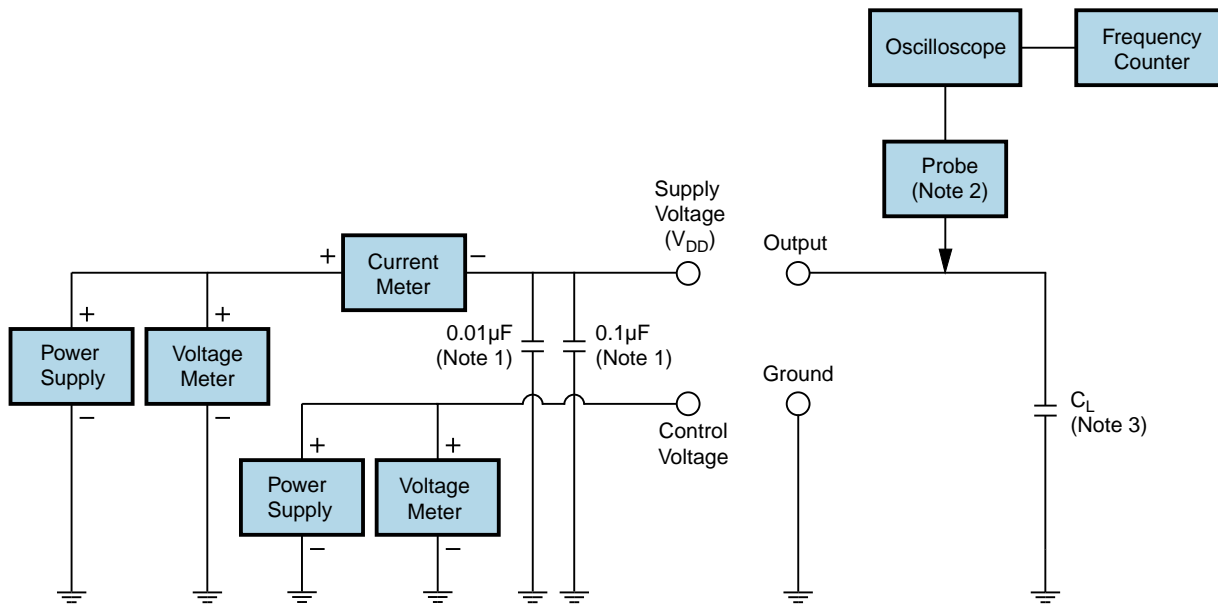 Oscilloscope
Frequency
Counter
Probe
(Note 2)
Supply
Voltage
(VDD)
Output
+
Current
Meter
−
+
Power
Supply
−
+
Voltage
Meter
−
0.01µF
(Note 1)
0.1µF
(Note 1)
Ground
Control
Voltage
CL
(Note 3)
+
Power
Supply
−
+
Voltage
Meter
−